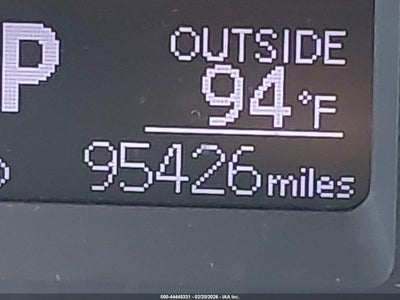 P
OUTSIDE
94°F
95426 miles
000-44445331 - 02/20/2026 - IAA Inc.